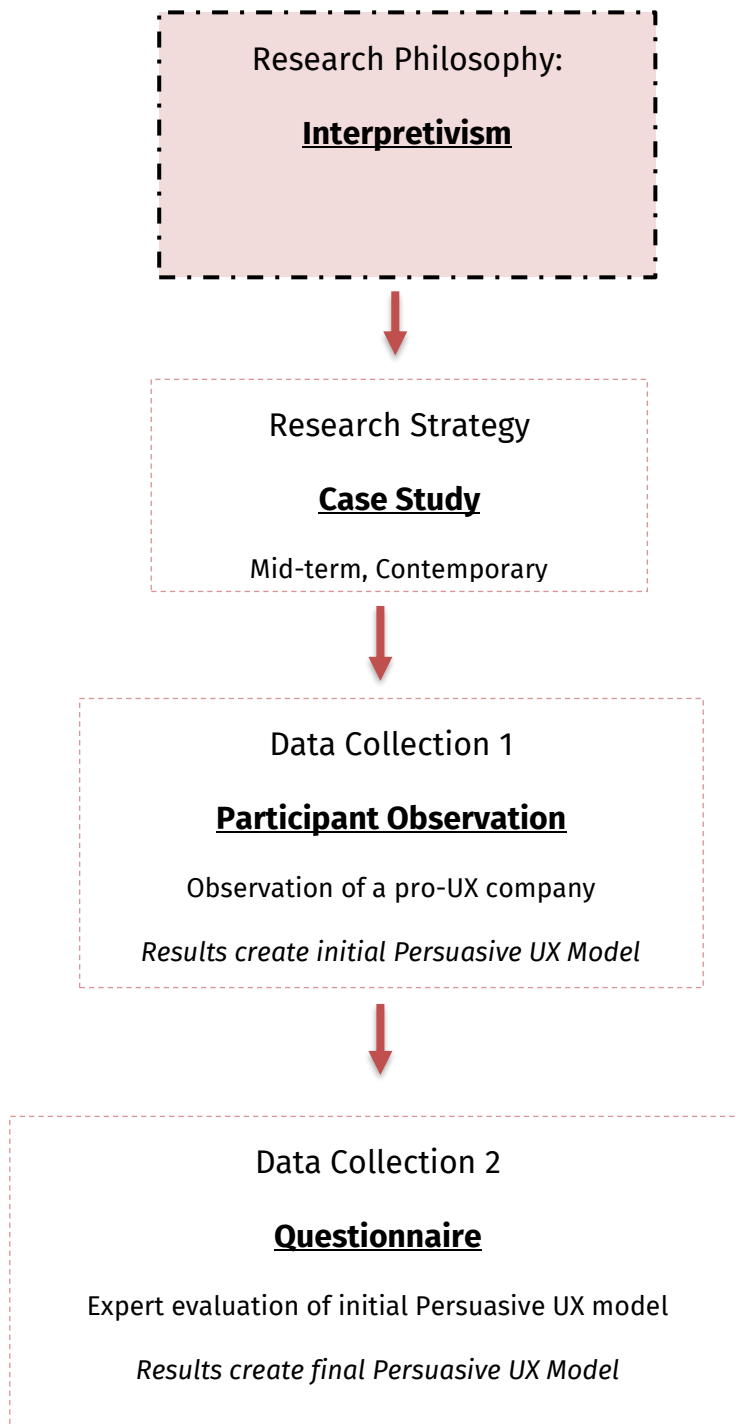 Research Philosophy:
Interpretivism
Research Strategy
Case Study
Mid-term, Contemporary
Data Collection 1
Participant Observation
Observation of a pro-UX company
Results create initial Persuasive UX Model
Data Collection 2
Questionnaire
Expert evaluation of initial Persuasive UX model
Results create final Persuasive UX Model